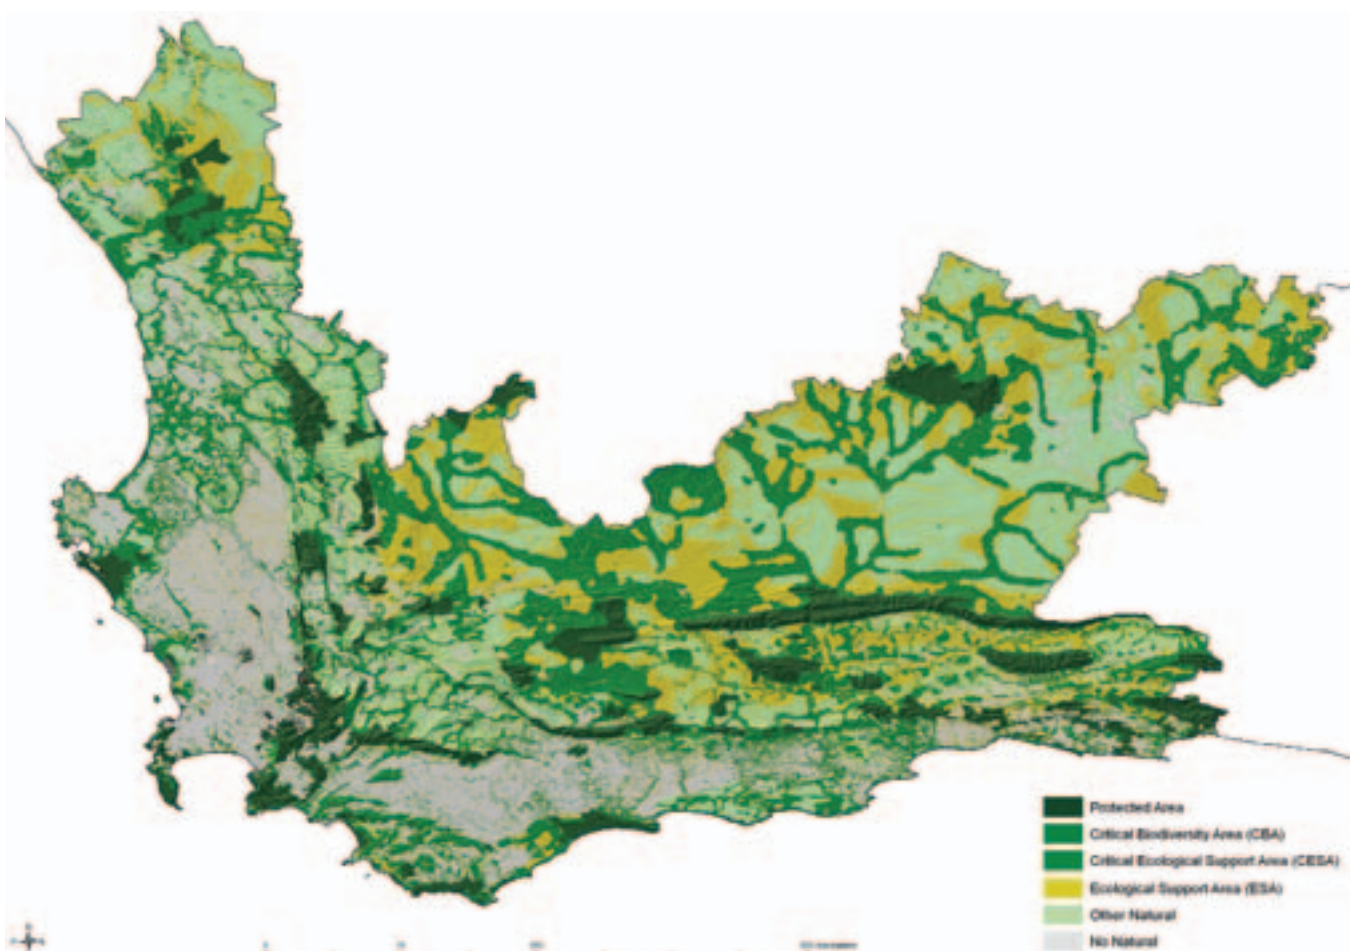 Protected Area
Critical Biodiversity Area (CBA)
Critical Ecological Support Area (CESA)
Ecological Support Area (ESA)
Other Natural
No Natural